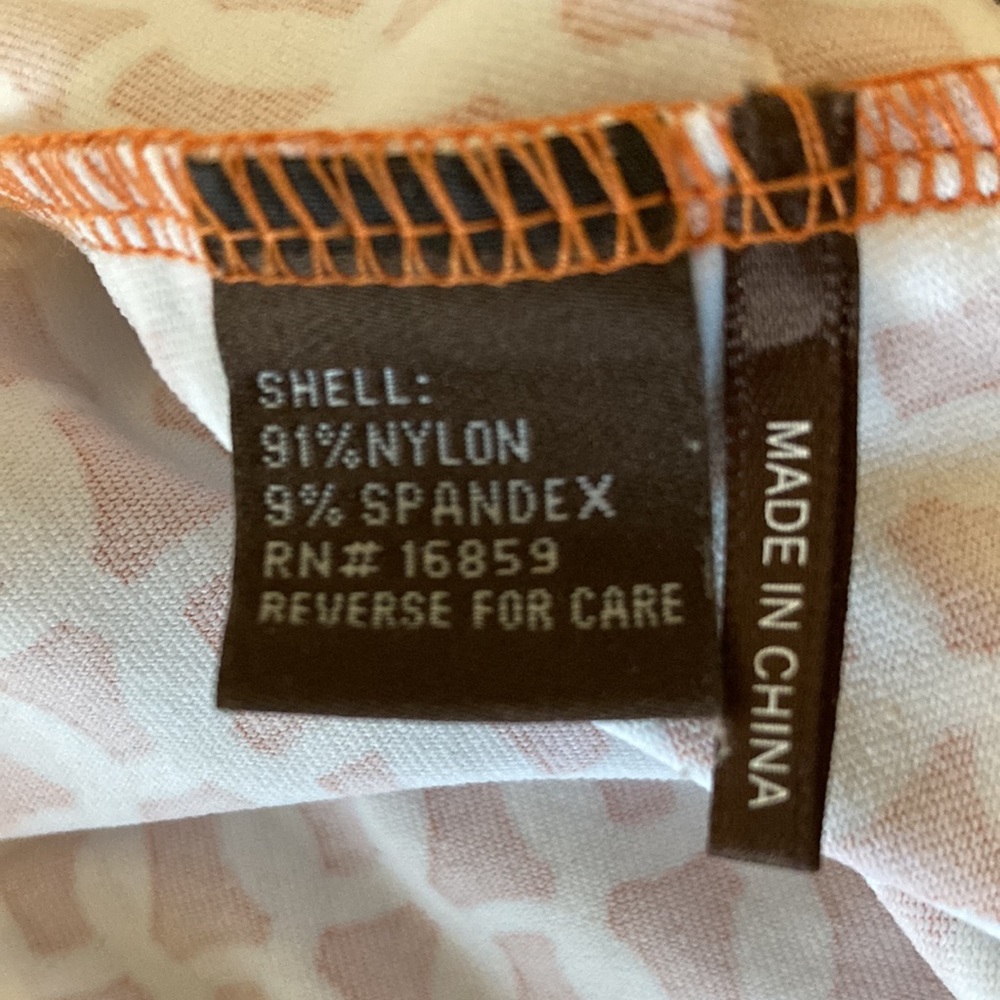 SHELL:
91%NYLON
9% SPANDEX
RN# 16859
REVERSE FOR CARE
MADE IN CHINA